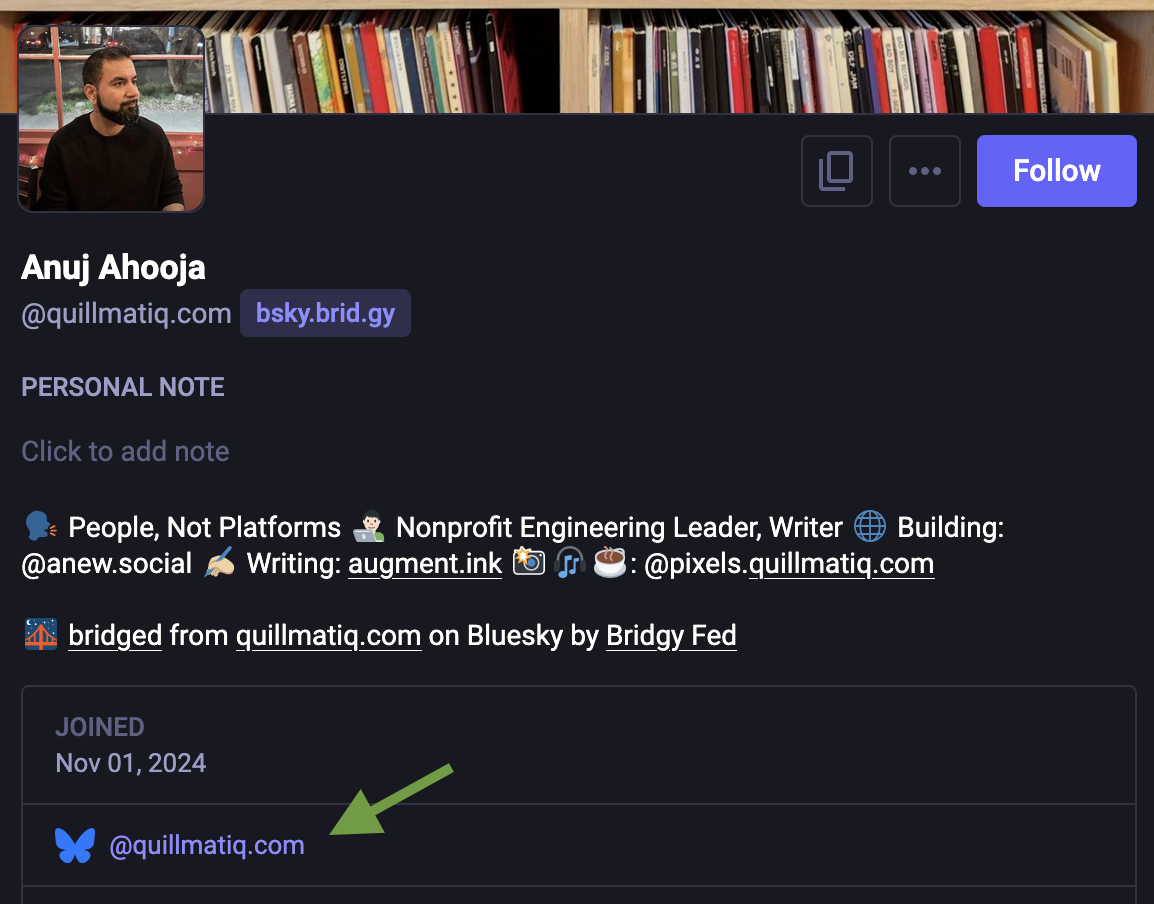 Follow
Anuj Ahooja
@quillmatiq.com bsky.brid.gy
PERSONAL NOTE
Click to add note
🗣️ People, Not Platforms 👨🏻‍💻 Nonprofit Engineering Leader, Writer 🌐 Building:
@anew.social ✍🏼 Writing: augment.ink 📸 🎧 ☕: @pixels.quillmatiq.com
🌉 bridged from quillmatiq.com on Bluesky by Bridgy Fed
JOINED
Nov 01, 2024
@quillmatiq.com